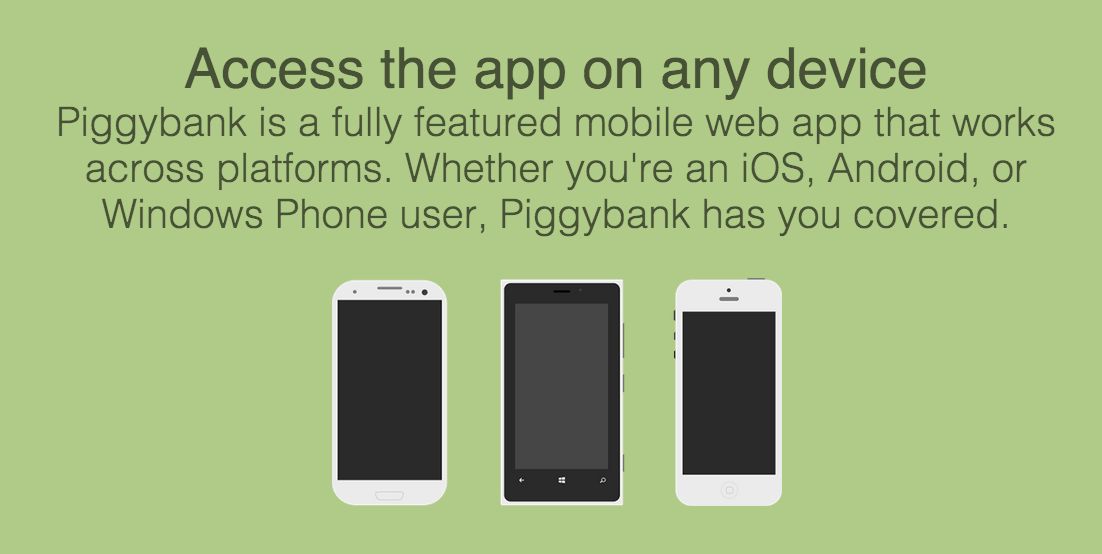 Access the app on any device
Piggybank is a fully featured mobile web app that works
across platforms. Whether you're an iOS, Android, or
Windows Phone user, Piggybank has you covered.